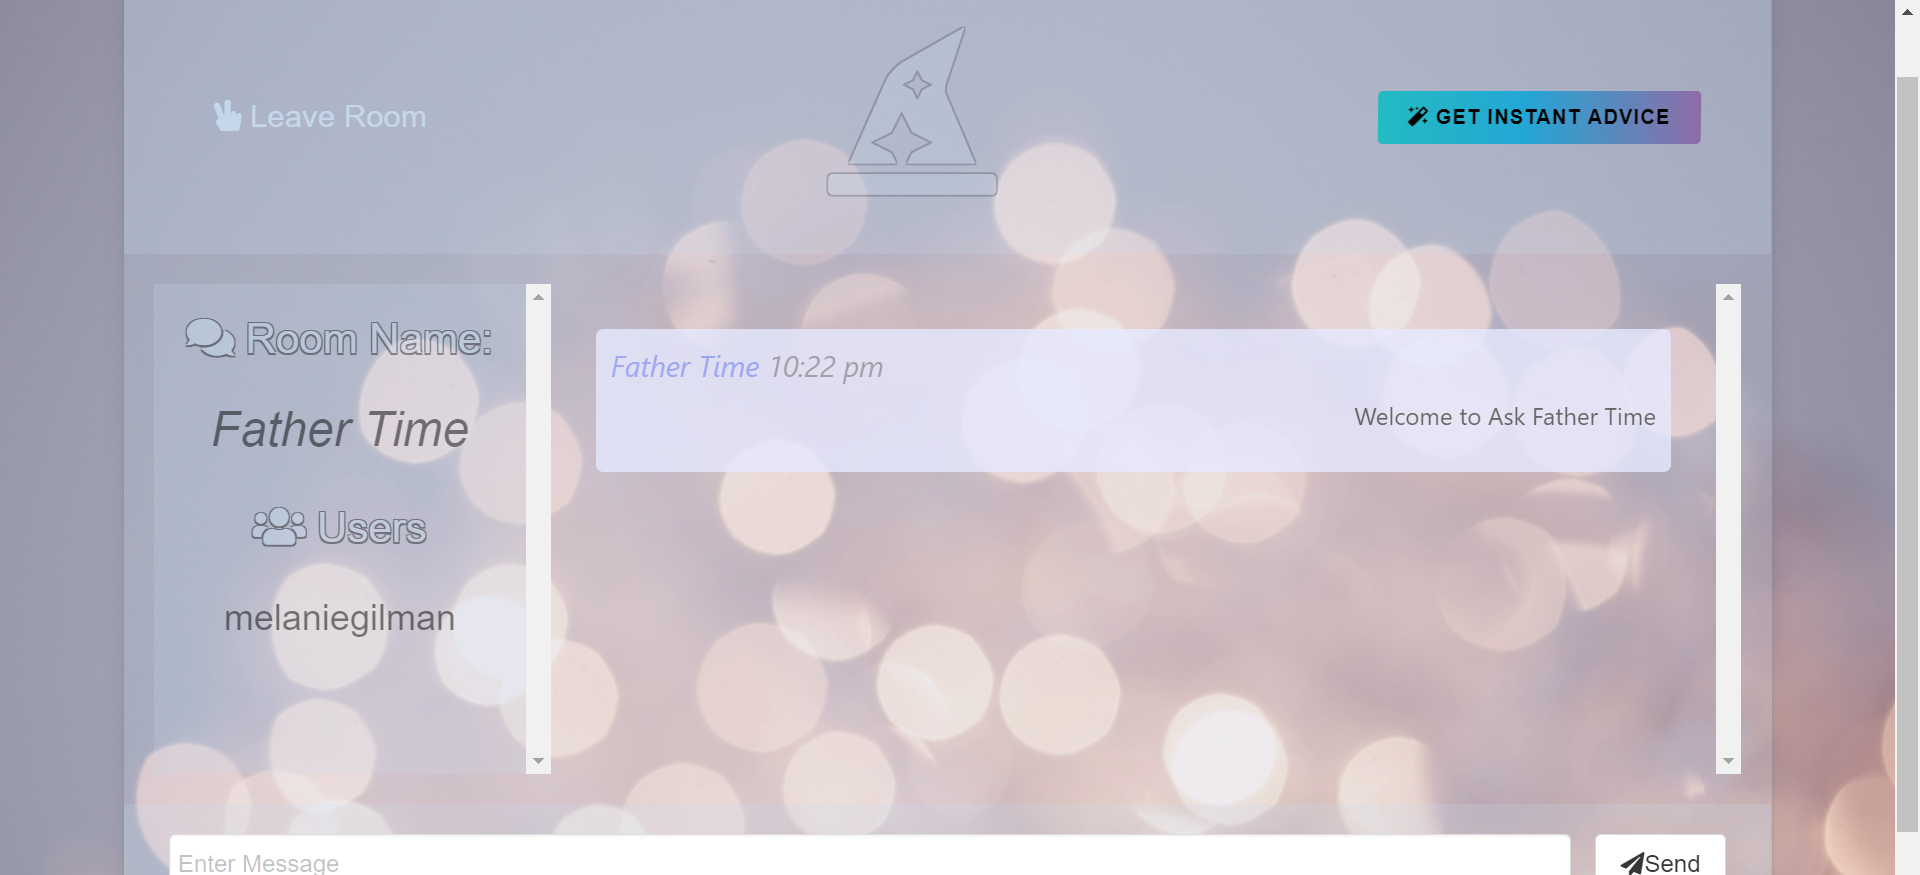 Leave Room
GET INSTANT ADVICE
Room Name:
Father Time
Users
melaniegilman
Father Time 10:22 pm
Welcome to Ask Father Time
Enter Message
Send